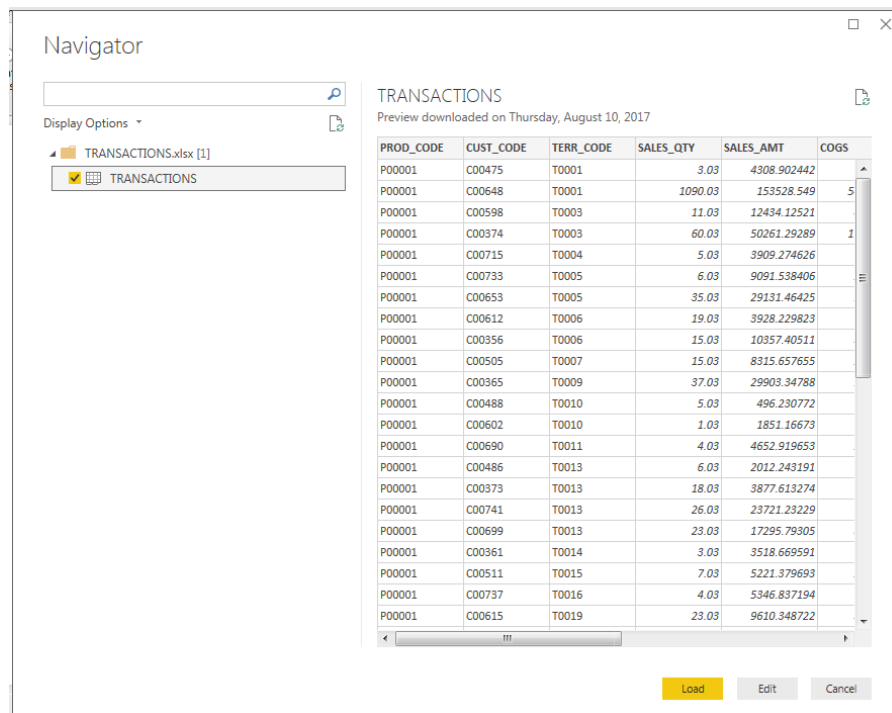 Navigator
Display Options
TRANSACTIONS.xlsx [1]
TRANSACTIONS
TRANSACTIONS
Preview downloaded on Thursday, August 10, 2017
PROD_CODE CUST_CODE TERR_CODE SALES_QTY SALES_AMT COGS
P00001 C00475 T0001 3.03 4308.902442
P00001 C00648 T0001 1090.03 153528.549 5
P00001 C00598 T0003 11.03 12434.12521
P00001 C00374 T0003 60.03 50261.29289 1
P00001 C00715 T0004 5.03 3909.274626
P00001 C00733 T0005 6.03 9091.538406
P00001 C00653 T0005 35.03 29131.46425
P00001 C00612 T0006 19.03 3928.229823
P00001 C00356 T0006 15.03 10357.40511
P00001 C00505 T0007 15.03 8315.657655
P00001 C00365 T0009 37.03 29903.34788
P00001 C00488 T0010 5.03 496.230772
P00001 C00602 T0010 1.03 1851.16673
P00001 C00690 T0011 4.03 4652.919653
P00001 C00486 T0013 6.03 2012.243191
P00001 C00373 T0013 18.03 3877.613274
P00001 C00741 T0013 26.03 23721.23229
P00001 C00699 T0013 23.03 17295.79305
P00001 C00361 T0014 3.03 3518.669591
P00001 C00511 T0015 7.03 5221.379693
P00001 C00737 T0016 4.03 5346.837194
P00001 C00615 T0019 23.03 9610.348722
Load Edit Cancel